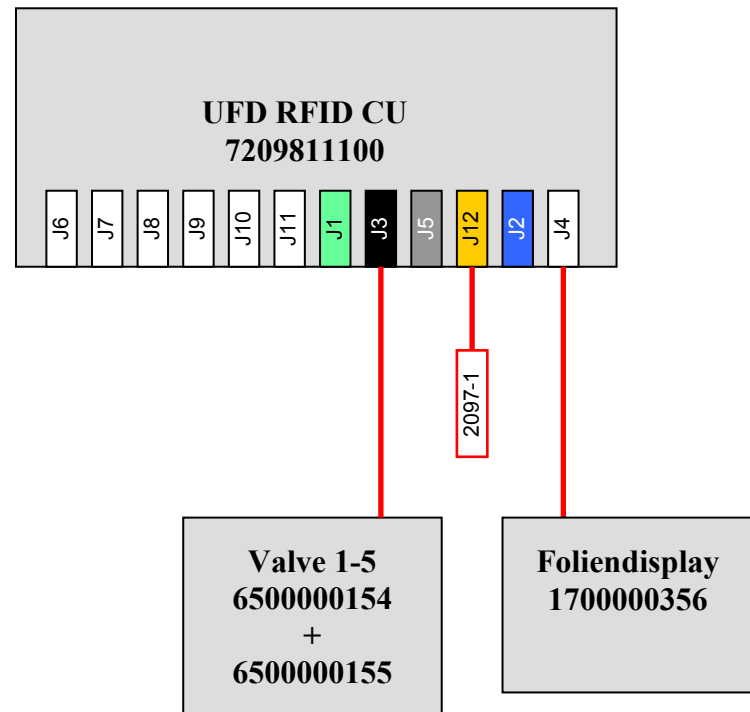 UFD RFID CU
7209811100
J6
J7
J8
J9
J10
J11
J1
J3
J5
J12
J2
J4
2097-1
Valve 1-5
6500000154
+
6500000155
Foliendisplay
1700000356